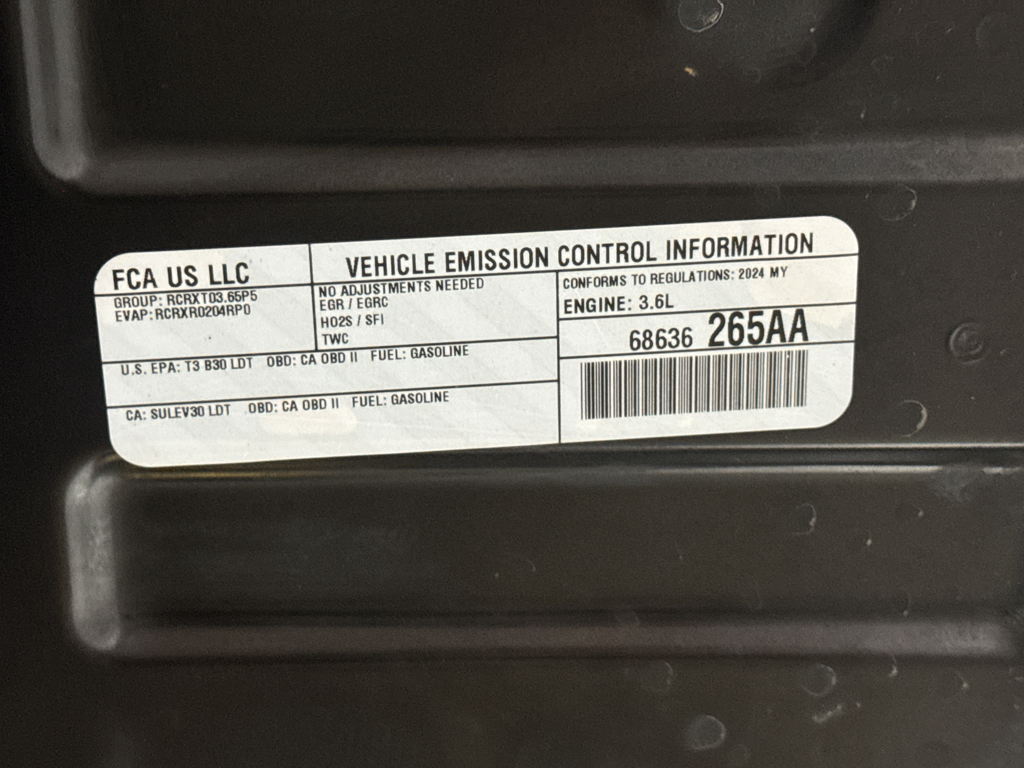 FCA US LLC
GROUP: RCRXT03.65P5
EVAP: RCRXR0204RP0
VEHICLE EMISSION CONTROL INFORMATION
NO ADJUSTMENTS NEEDED
EGR / EGRC
HO2S / SFI
TWC
CONFORMS TO REGULATIONS: 2024 MY
ENGINE: 3.6L
68636 265AA
U.S. EPA: T3 B30 LDT OBD: CA OBD II FUEL: GASOLINE
CA: SULEV30 LDT OBD: CA OBD II FUEL: GASOLINE